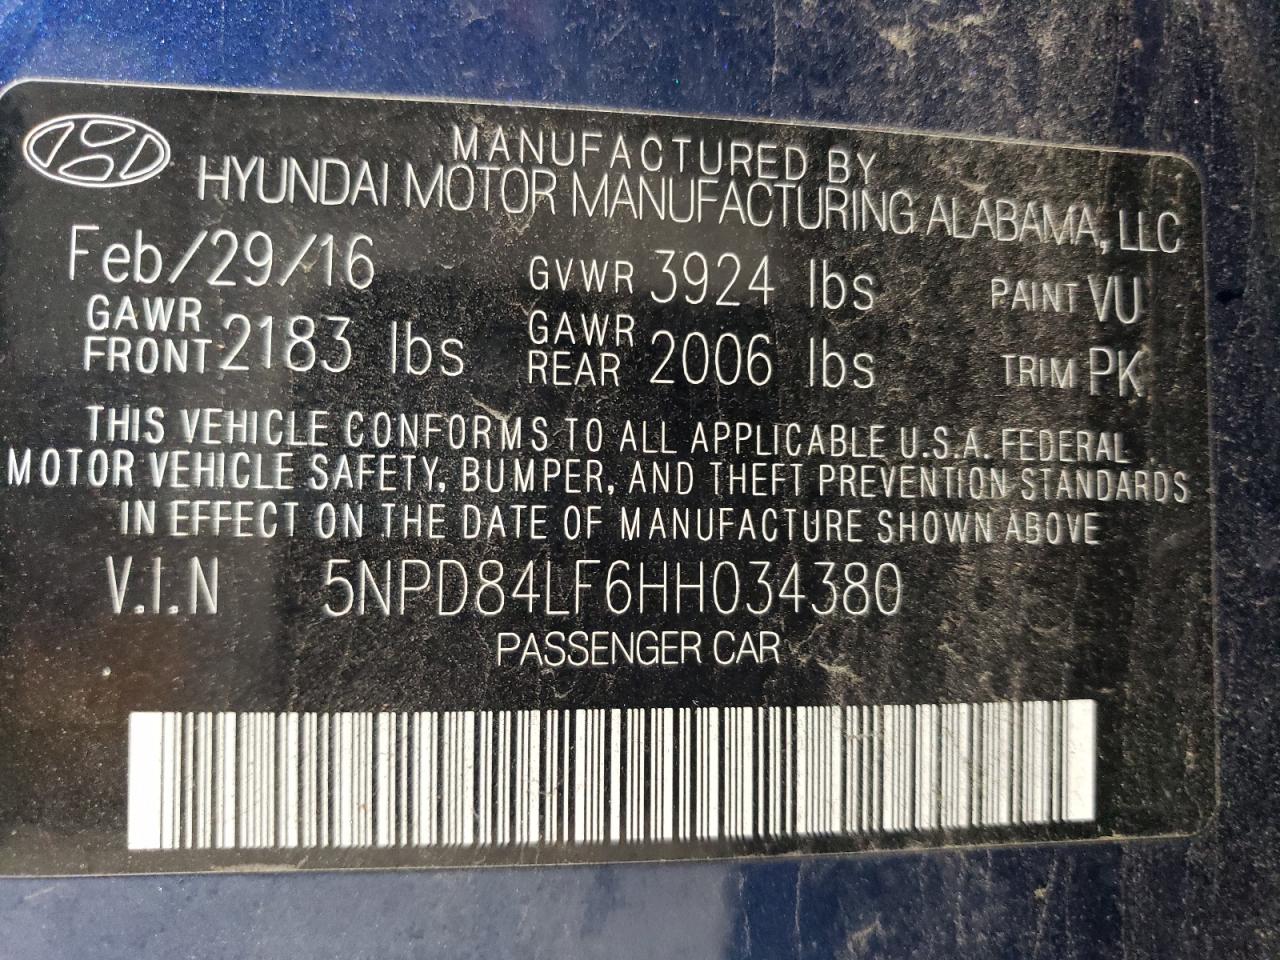 MANUFACTURED BY
HYUNDAI MOTOR MANUFACTURING ALABAMA, LLC
Feb/29/16 GVWR 3924 lbs PAINT VU
GAWR FRONT 2183 lbs GAWR REAR 2006 lbs TRIM PK
THIS VEHICLE CONFORMS TO ALL APPLICABLE U.S.A. FEDERAL
MOTOR VEHICLE SAFETY, BUMPER, AND THEFT PREVENTION STANDARDS
IN EFFECT ON THE DATE OF MANUFACTURE SHOWN ABOVE
V.I.N 5NPD84LF6HH034380
PASSENGER CAR